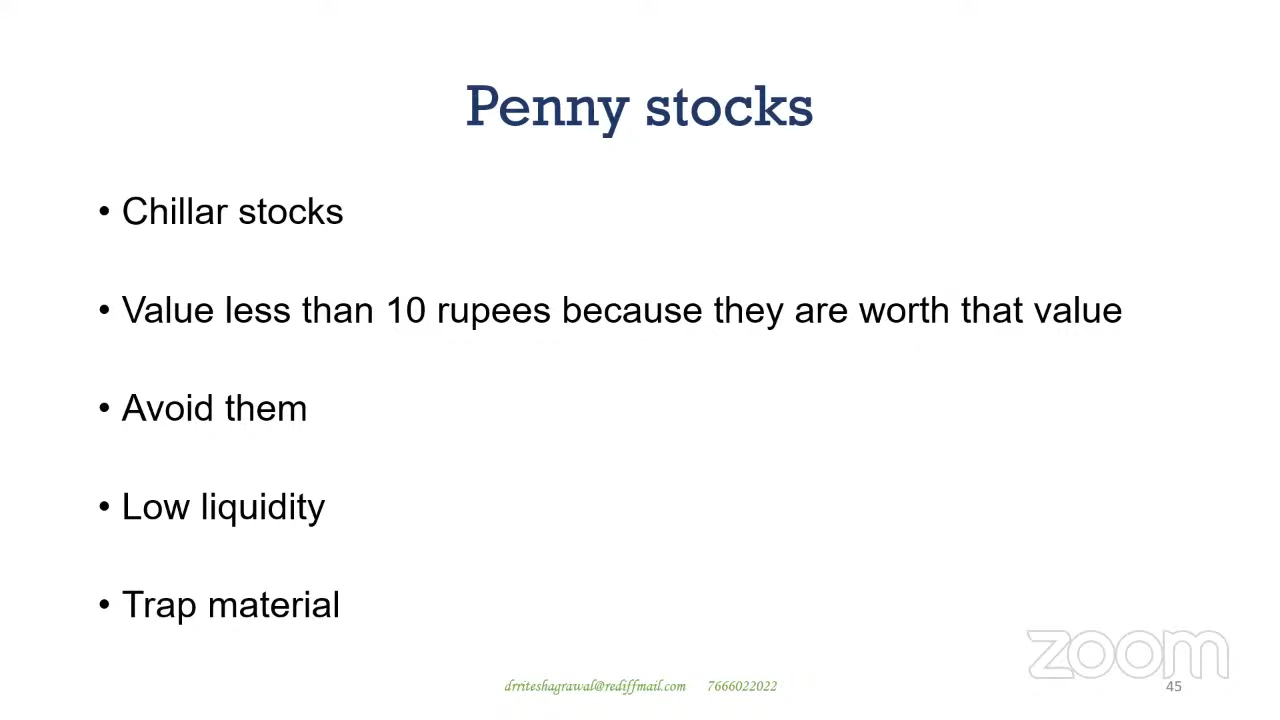 Penny stocks
• Chillar stocks
• Value less than 10 rupees because they are worth that value
• Avoid them
• Low liquidity
• Trap material
zoom
drriteshagrawal@rediffmail.com 7666022022
45